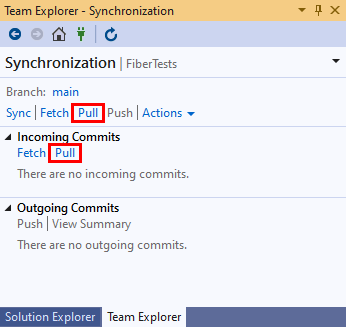 Team Explorer - Synchronization
Synchronization | FiberTests
Branch: main
Sync | Fetch Pull Push | Actions
Incoming Commits
Fetch Pull
There are no incoming commits.
Outgoing Commits
Push | View Summary
There are no outgoing commits.
Solution Explorer Team Explorer